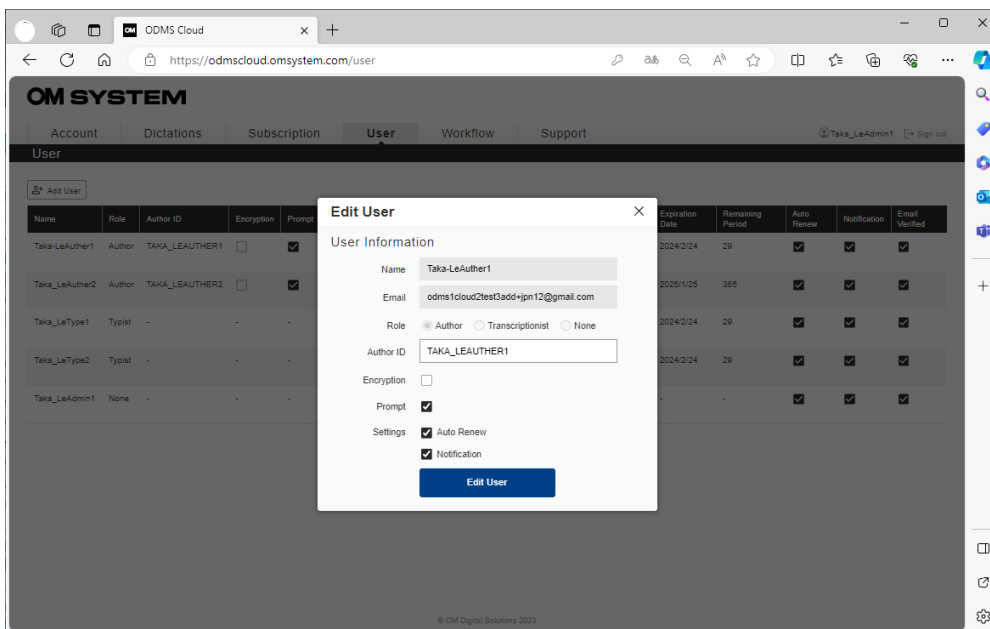 OM ODMS Cloud
https://odmscloud.omsystem.com/user
OM SYSTEM
Account Dictations Subscription User Workflow Support Taka_LeAdmin1 Sign out
User
Add User
Name Role Author ID Encryption Prompt Expiration Date Remaining Period Auto Renew Notification Email Verified
Taka-LeAuther1 Author TAKA_LEAUTHER1 2024/2/24 29
Taka_LeAuther2 Author TAKA_LEAUTHER2 2025/1/25 365
Taka_LeType1 Typist - - - 2024/2/24 29
Taka_LeType2 Typist - - - 2024/2/24 29
Taka_LeAdmin1 None - - - - -
Edit User
User Information
Name Taka-LeAuther1
Email odms1cloud2test3add+jpn12@gmail.com
Role Author Transcriptionist None
Author ID TAKA_LEAUTHER1
Encryption
Prompt
Settings Auto Renew
Notification
Edit User
© OM Digital Solutions 2023